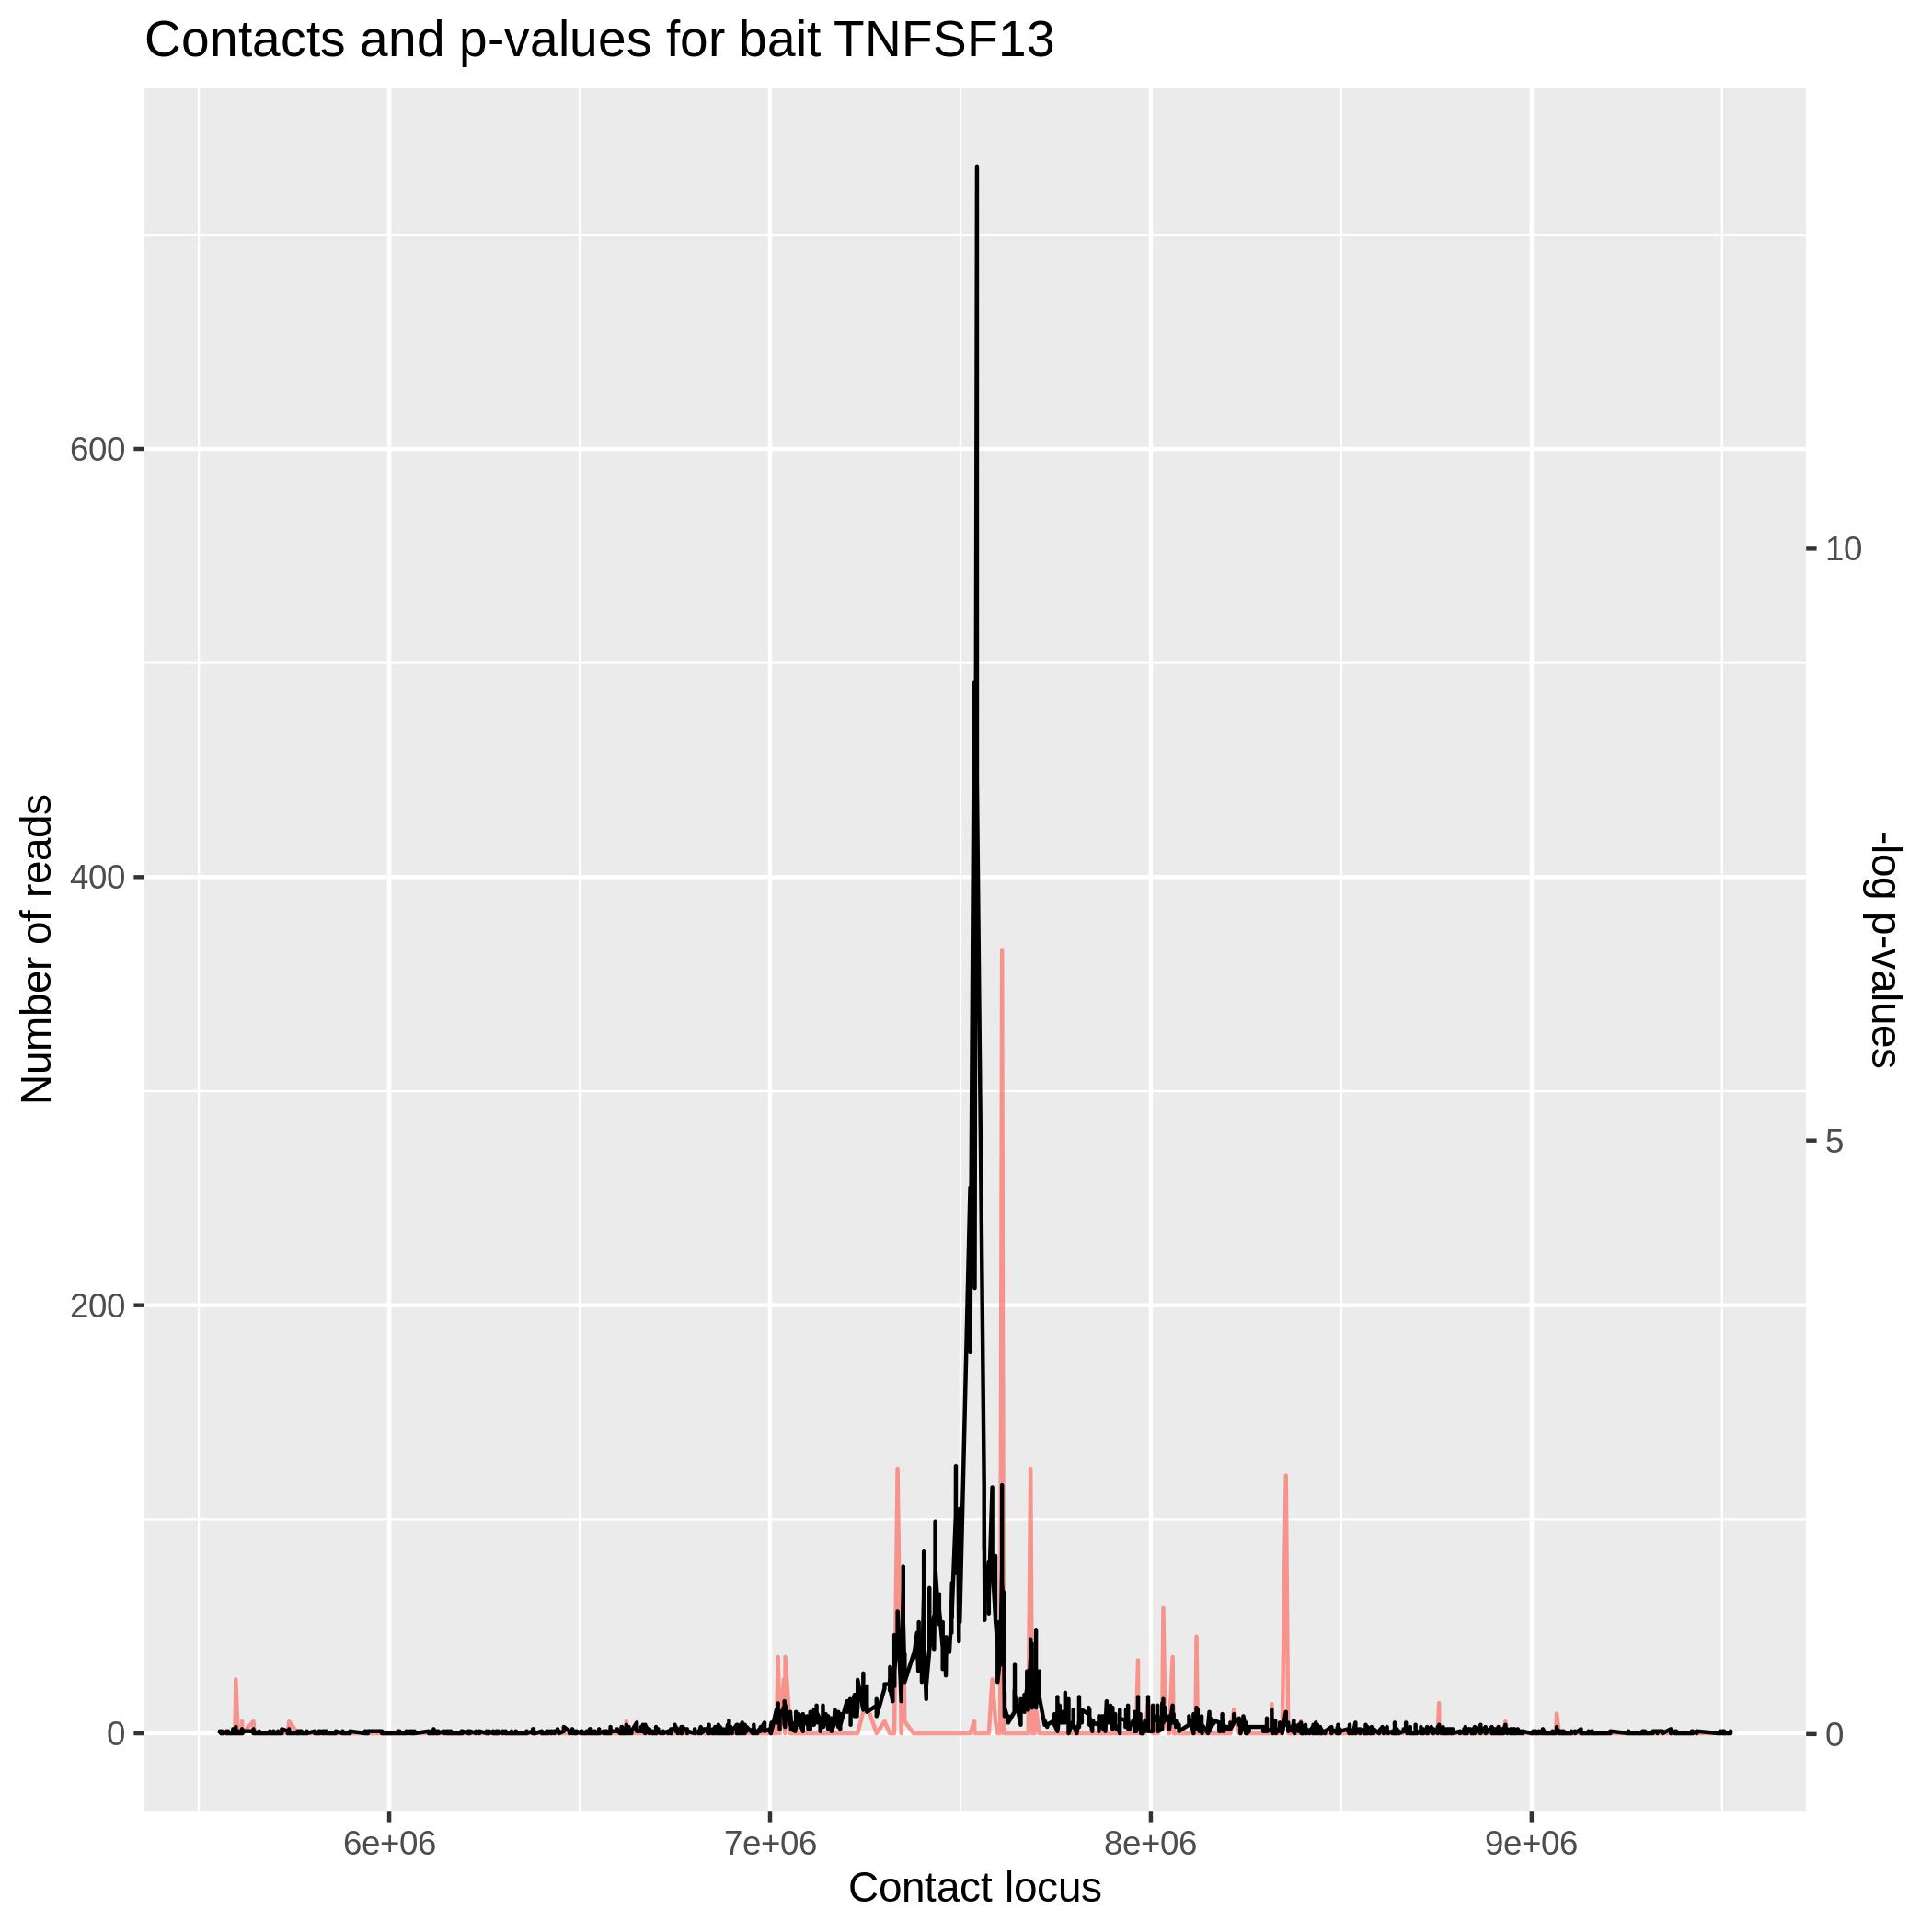 Contacts and p-values for bait TNFSF13
Number of reads
600
400
200
0
10
5
0
-log p-values
6e+06
7e+06
8e+06
9e+06
Contact locus